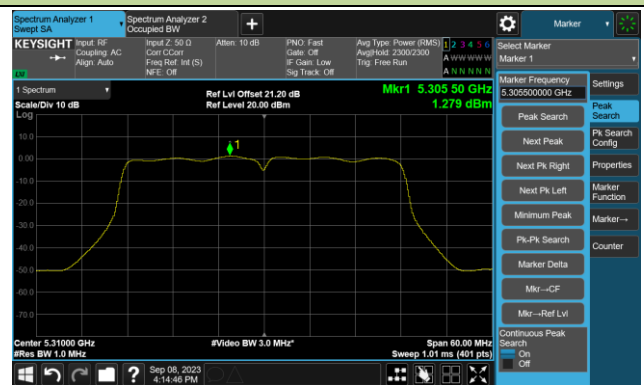 Spectrum Analyzer 1
Swept SA
Spectrum Analyzer 2
Occupied BW
+
Marker
KEYSIGHT
Input: RF
Coupling: AC
Align: Auto
Input Z: 50 Ω
Corr CCorr
Freq Ref: Int (S)
NFE: Off
Atten: 10 dB
PNO: Fast
Gate: Off
IF Gain: Low
Sig Track: Off
Avg Type: Power (RMS)
Avg|Hold: 2300/2300
Trig: Free Run
1 2 3 4 5 6
A W W W W W
A N N N N N
Select Marker
Marker 1
1 Spectrum
Scale/Div 10 dB
Log
Ref Lvl Offset 21.20 dB
Ref Level 20.00 dBm
Mkr1 5.305 50 GHz
1.279 dBm
10.0
0.00
-10.0
-20.0
-30.0
-40.0
-50.0
-60.0
-70.0
1
Center 5.31000 GHz
#Res BW 1.0 MHz
#Video BW 3.0 MHz*
Span 60.00 MHz
Sweep 1.01 ms (401 pts)
Marker Frequency
5.305500000 GHz
Peak Search
Next Peak
Next Pk Right
Next Pk Left
Minimum Peak
Pk-Pk Search
Marker Delta
Mkr→CF
Mkr→Ref Lvl
Continuous Peak
Search
On
Off
Settings
Peak
Search
Pk Search
Config
Properties
Marker
Function
Marker→
Counter
?
Sep 08, 2023
4:14:46 PM